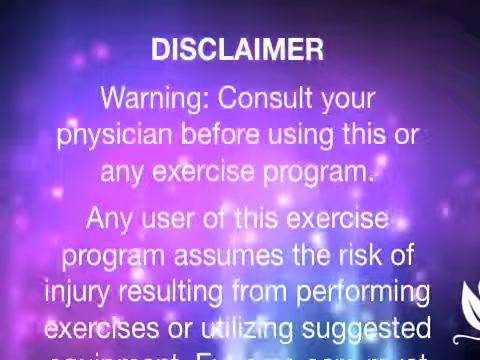 DISCLAIMER
Warning: Consult your
physician before using this or
any exercise program.
Any user of this exercise
program assumes the risk of
injury resulting from performing
exercises or utilizing suggested